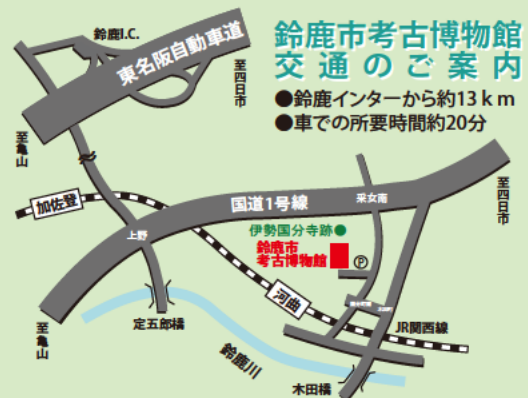 鈴鹿市考古博物館
交通のご案内
●鈴鹿インターから約13ｋｍ
●車での所要時間約20分
鈴鹿I.C.
東名阪自動車道
至四日市
至亀山
加佐登
国道1号線
采女南
至四日市
上野
伊勢国分寺跡●
鈴鹿市
考古博物館
Ⓟ
河曲
至亀山
定五郎橋
鈴鹿川
JR関西線
木田橋